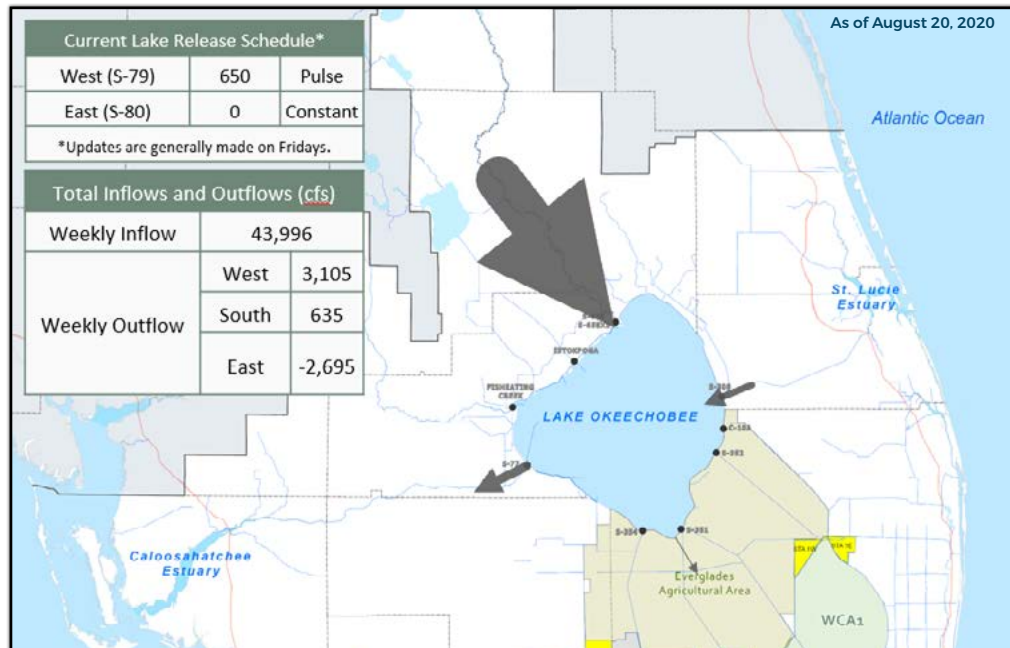 As of August 20, 2020
Current Lake Release Schedule*
West (S-79) 650 Pulse
East (S-80) 0 Constant
*Updates are generally made on Fridays.
Total Inflows and Outflows (cfs)
Weekly Inflow 43,996
Weekly Outflow
West 3,105
South 635
East -2,695
Atlantic Ocean
St. Lucie
Estuary
ISTOKPOGA
FISHEATING
CREEK
LAKE OKEECHOBEE
S-77
S-354
S-351
Caloosahatchee
Estuary
Everglades
Agricultural Area
WCA1